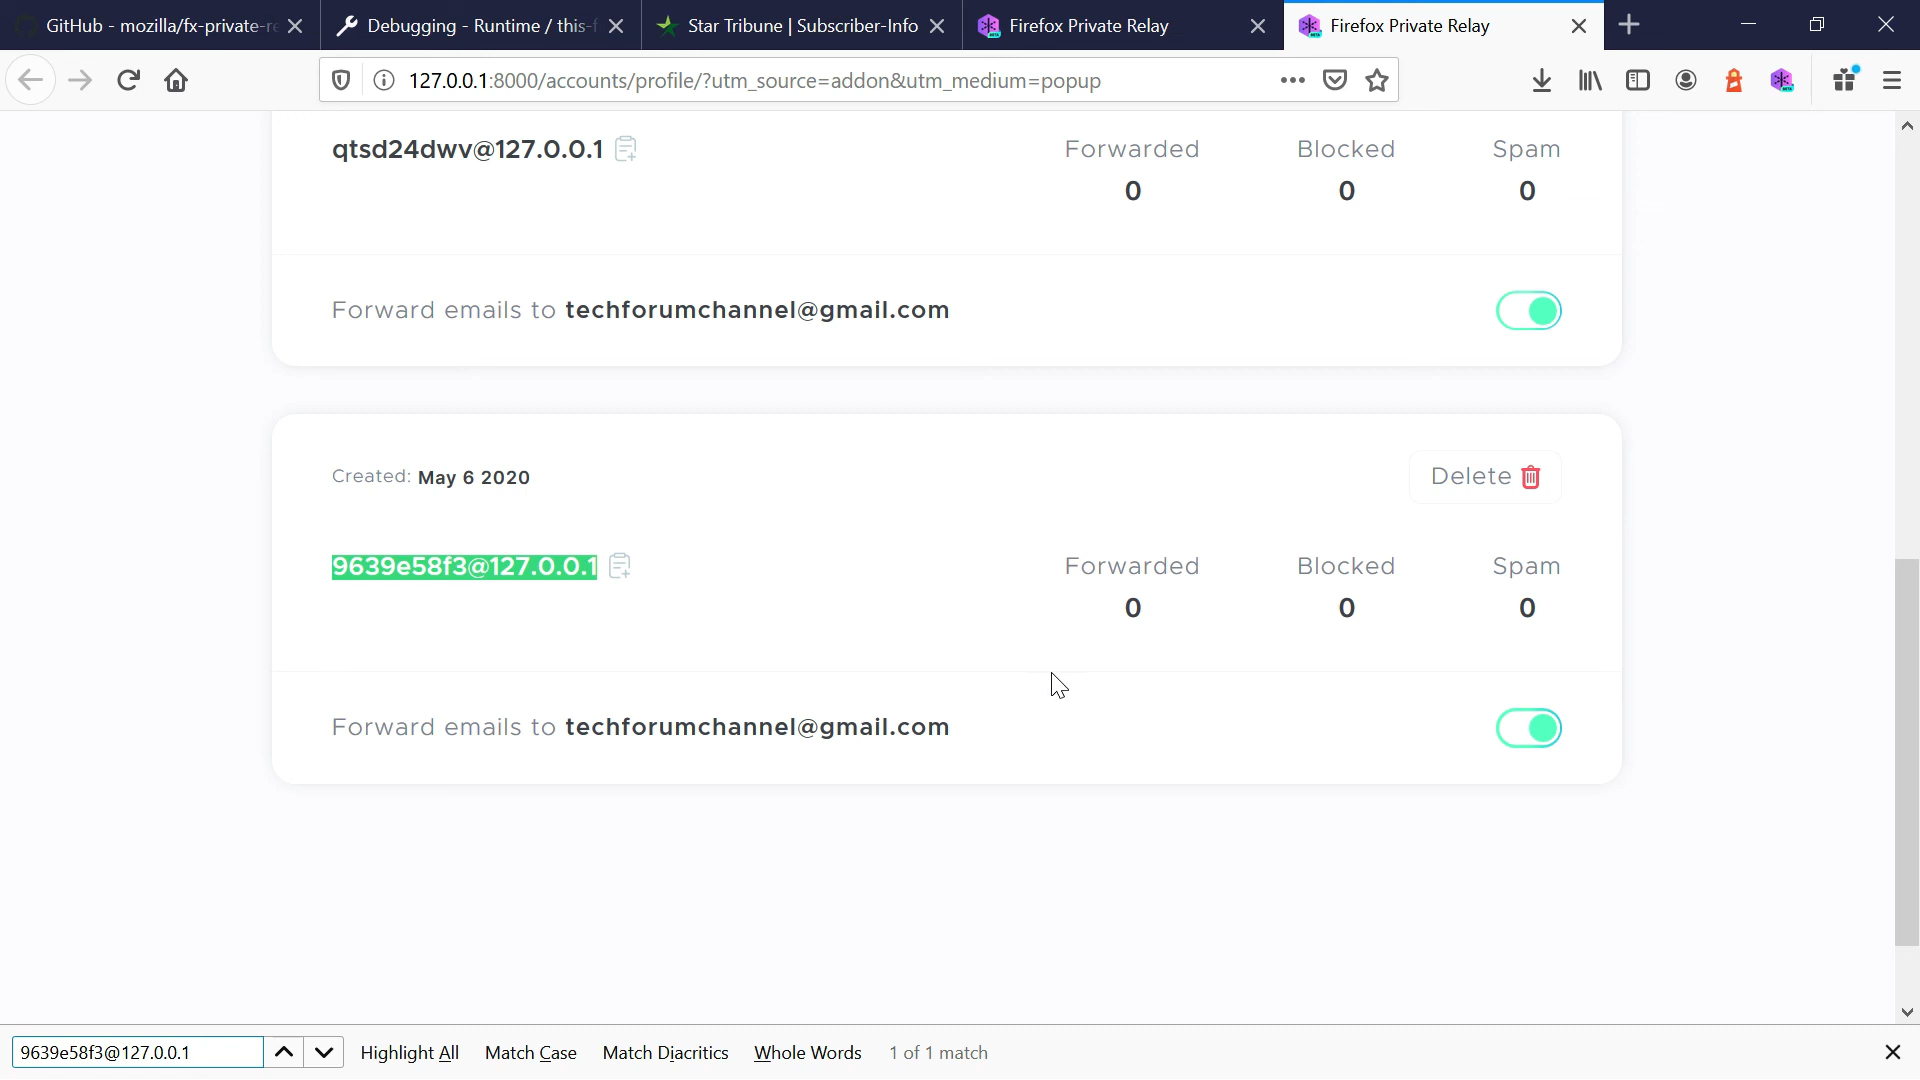 GitHub - mozilla/fx-private-re
Debugging - Runtime / this-f
Star Tribune | Subscriber-Info
Firefox Private Relay
Firefox Private Relay
127.0.0.1:8000/accounts/profile/?utm_source=addon&utm_medium=popup
qtsd24dwv@127.0.0.1
Forwarded Blocked Spam
0 0 0
Forward emails to techforumchannel@gmail.com
Created: May 6 2020
Delete
9639e58f3@127.0.0.1
Forwarded Blocked Spam
0 0 0
Forward emails to techforumchannel@gmail.com
9639e58f3@127.0.0.1 Highlight All Match Case Match Diacritics Whole Words 1 of 1 match